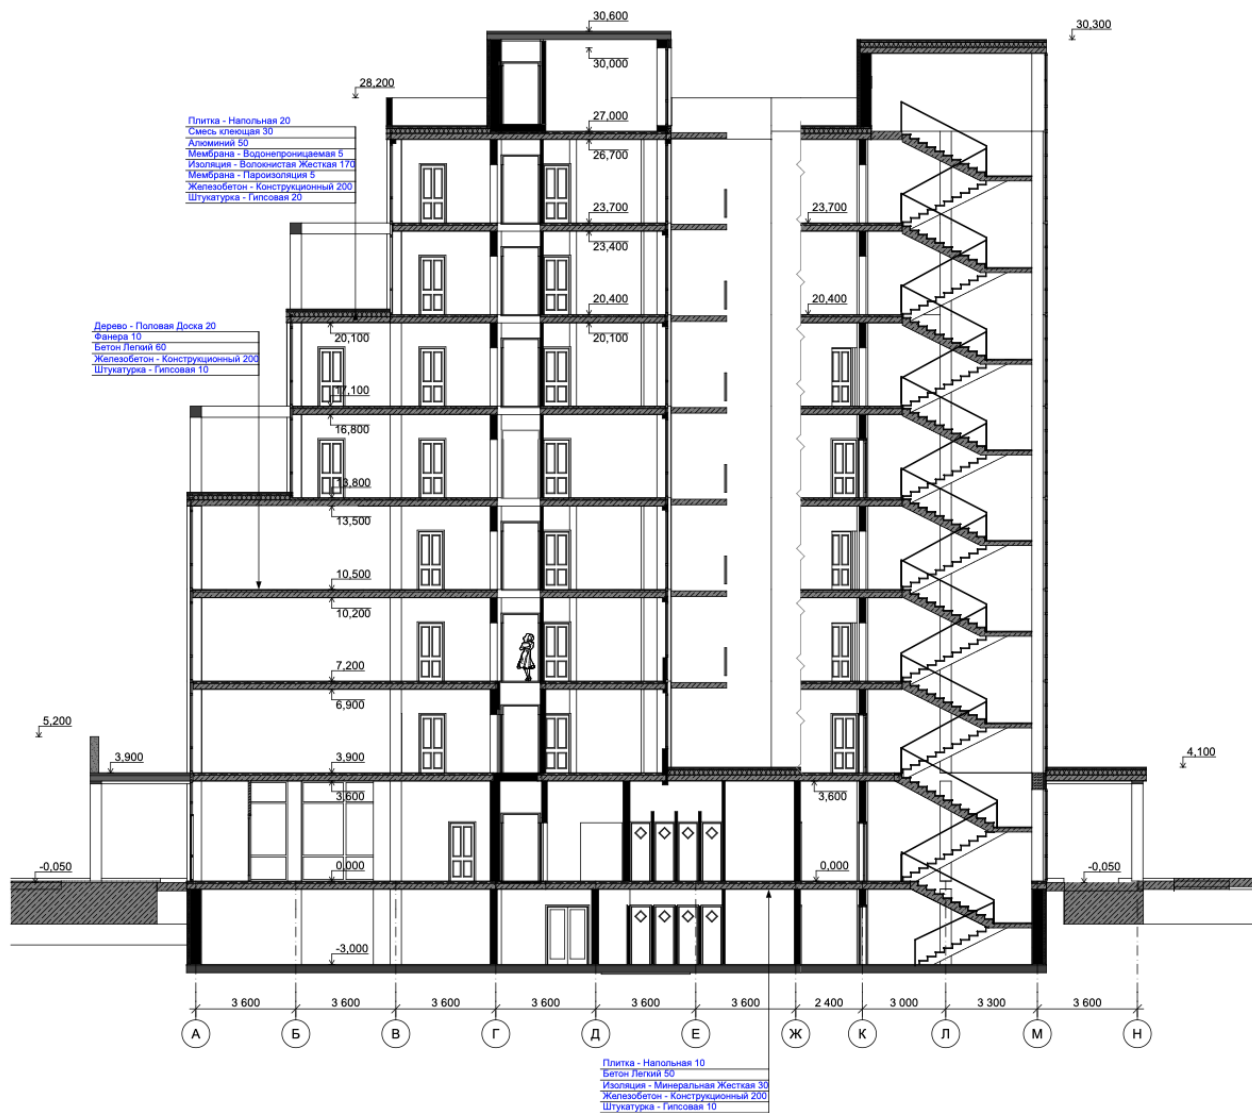 30,600
30,300
30,000
28,200
27,000
Плитка - Напольная 20
Смесь клеющая 30
Алюминий 50
Мембрана - Водонепроницаемая 5
Изоляция - Волокнистая Жесткая 170
Мембрана - Пароизоляция 5
Железобетон - Конструкционный 200
Штукатурка - Гипсовая 20
26,700
23,700
23,700
23,400
20,400
20,400
20,100
20,100
Дерево - Половая Доска 20
Фанера 10
Бетон Легкий 60
Железобетон - Конструкционный 200
Штукатурка - Гипсовая 10
17,100
16,800
13,800
13,500
10,500
10,200
7,200
6,900
5,200
3,900
3,900
4,100
3,600
3,600
-0,050
0,000
0,000
-0,050
-3,000
3 600
3 600
3 600
3 600
3 600
3 600
2 400
3 000
3 300
3 600
А
Б
В
Г
Д
Е
Ж
К
Л
М
Н
Плитка - Напольная 10
Бетон Легкий 50
Изоляция - Минеральная Жесткая 30
Железобетон - Конструкционный 200
Штукатурка - Гипсовая 10